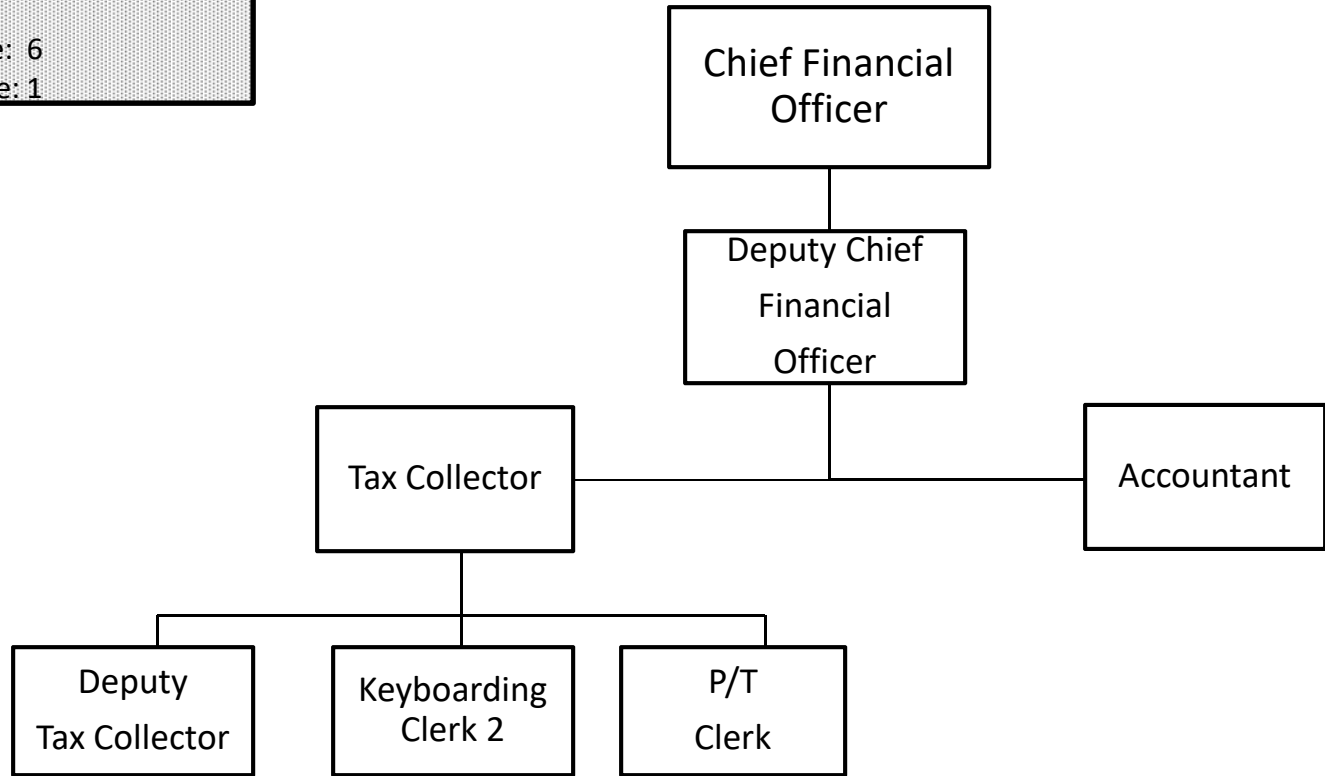 e: 6
e: 1
Chief Financial
Officer
Deputy Chief
Financial
Officer
Tax Collector
Accountant
Deputy
Tax Collector
Keyboarding
Clerk 2
P/T
Clerk